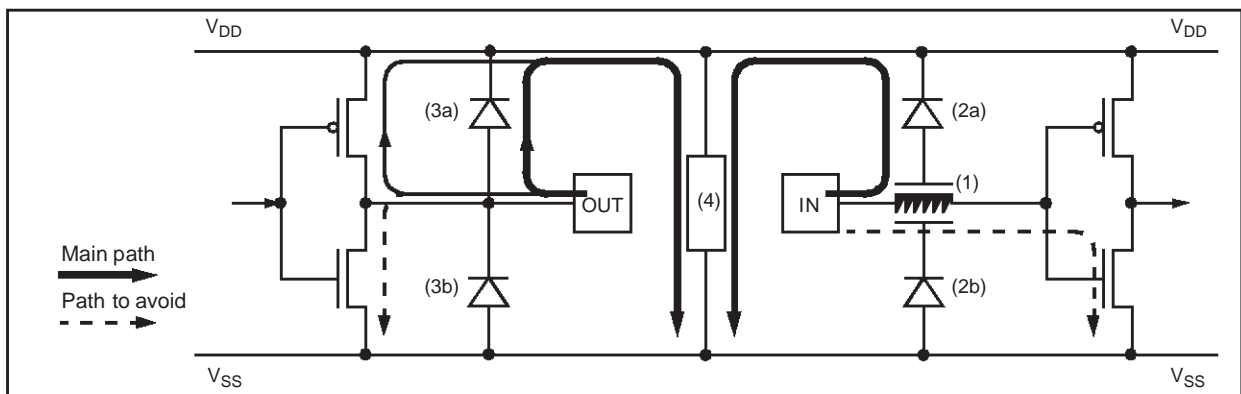 VDD
VDD
(3a)
(2a)
(1)
OUT
(4)
IN
Main path
(3b)
(2b)
Path to avoid
VSS
VSS